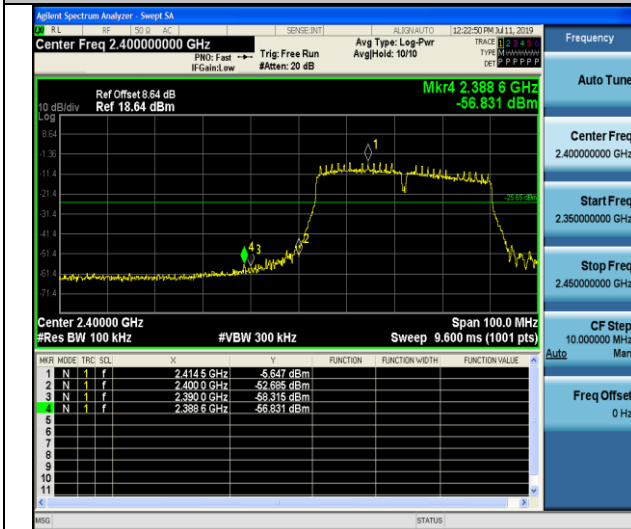 Agilent Spectrum Analyzer - Swept SA
RL RF 50 Ω AC SENSE:INT ALIGNAUTO 12:22:50 PM Jul 11, 2019
Center Freq 2.400000000 GHz
PNO: Fast
IFGain:Low
Trig: Free Run
#Atten: 20 dB
Avg Type: Log-Pwr
Avg|Hold: 10/10
TRACE 1 2 3 4 5 6
TYPE
DET P P P P P P
Frequency
Auto Tune
Center Freq
2.400000000 GHz
Start Freq
2.350000000 GHz
Stop Freq
2.450000000 GHz
CF Step
10.000000 MHz
Auto Man
Freq Offset
0 Hz
Mkr4 2.388 6 GHz
-56.831 dBm
Ref Offset 8.64 dB
10 dB/div Ref 18.64 dBm
Log
8.64
-1.36
-11.4
-21.4
-31.4
-41.4
-51.4
-61.4
-71.4
1
-25.65 dBm
2
4 3
Center 2.40000 GHz Span 100.0 MHz
#Res BW 100 kHz #VBW 300 kHz Sweep 9.600 ms (1001 pts)
MKR MODE TRC SCL X Y FUNCTION FUNCTION WIDTH FUNCTION VALUE
1 N 1 f 2.414 5 GHz -5.647 dBm
2 N 1 f 2.400 0 GHz -52.685 dBm
3 N 1 f 2.390 0 GHz -58.315 dBm
4 N 1 f 2.388 6 GHz -56.831 dBm
5
6
7
8
9
10
11
MSG STATUS